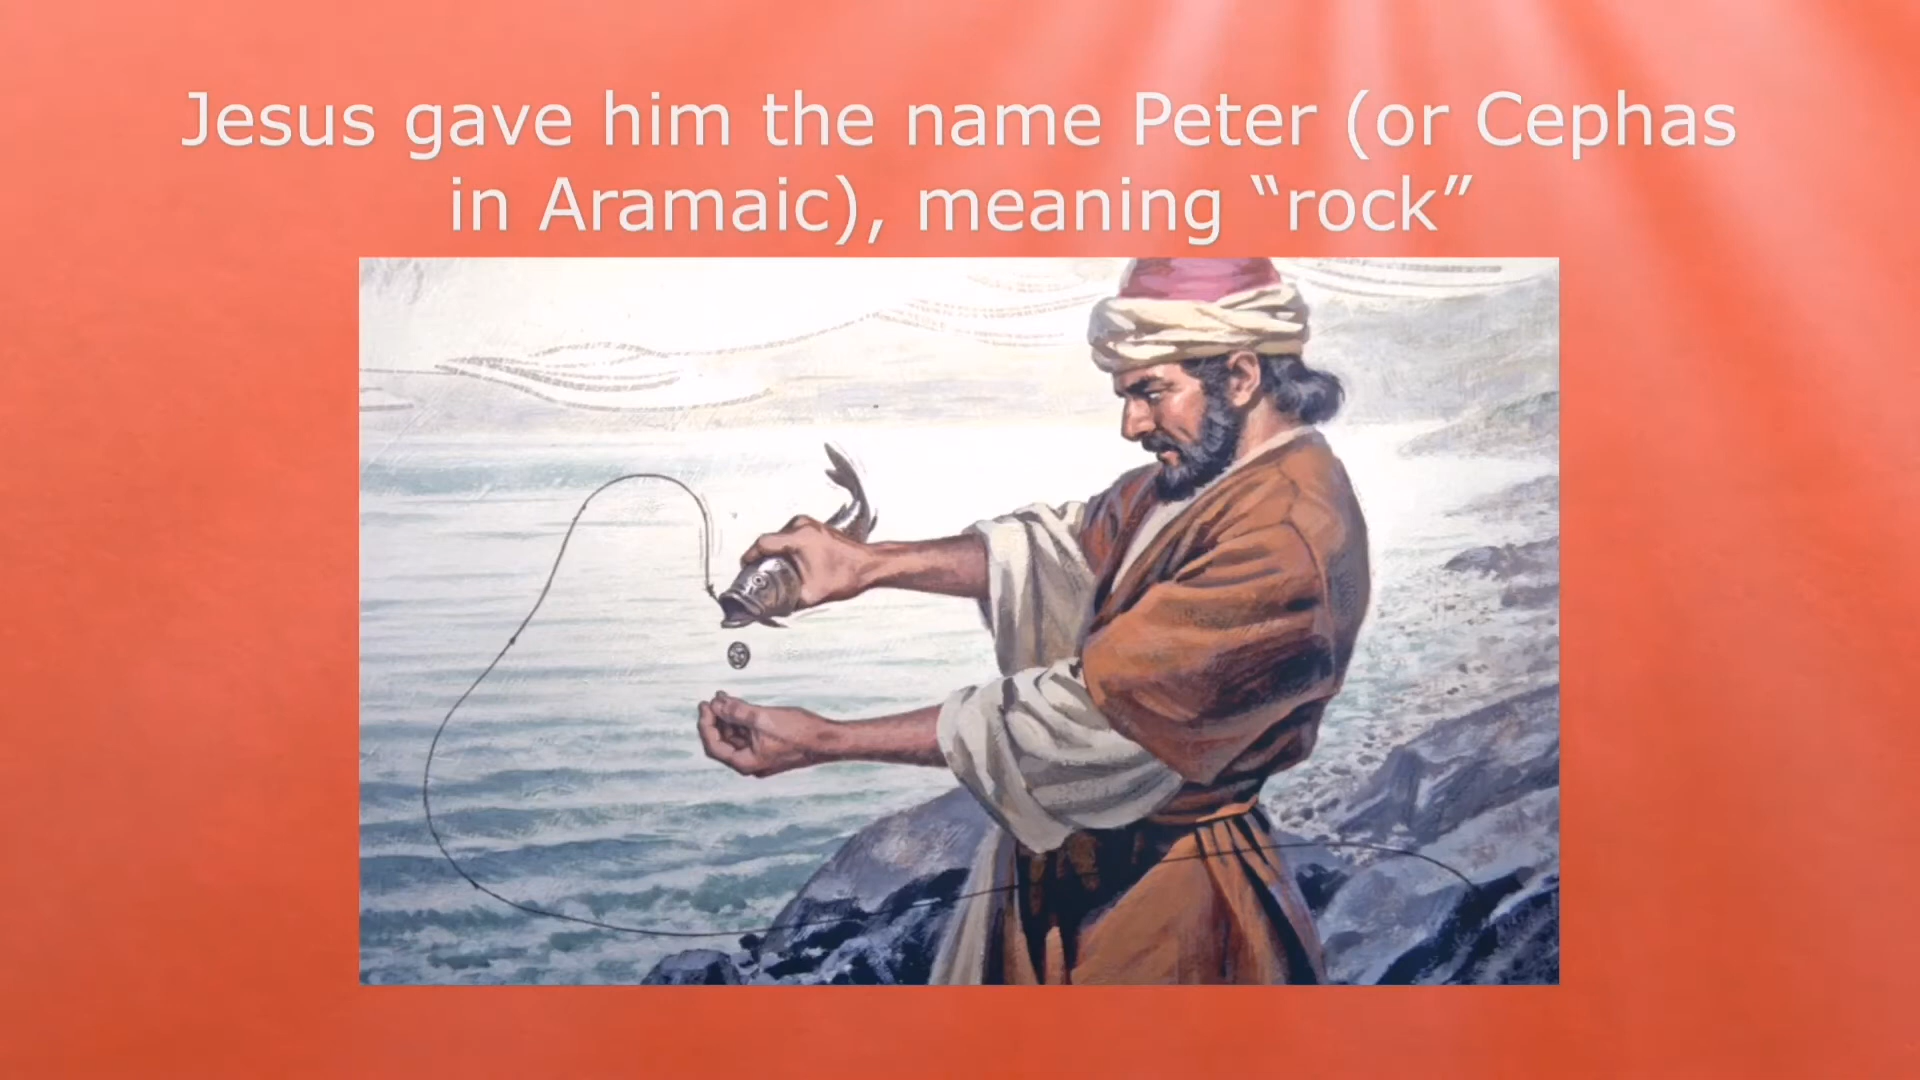 Jesus gave him the name Peter (or Cephas
in Aramaic), meaning “rock”